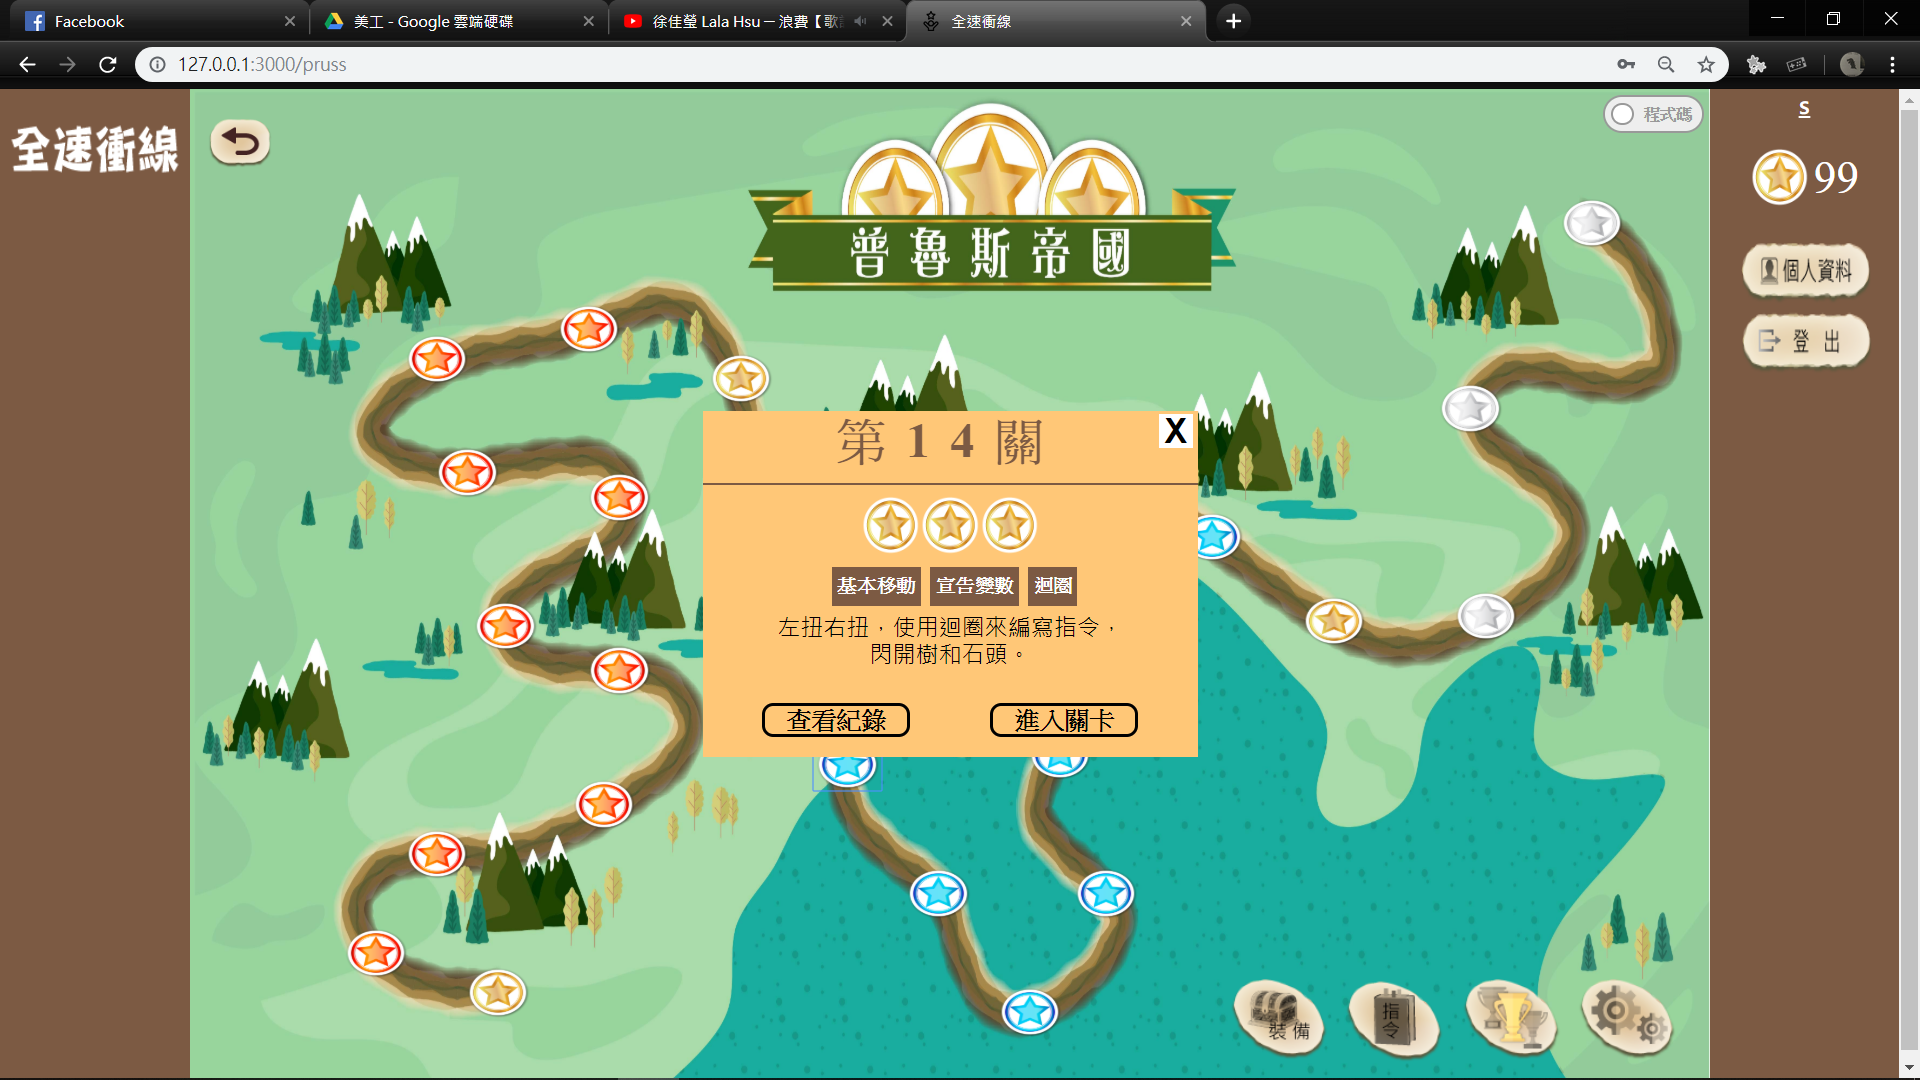 Facebook
美工 - Google 雲端硬碟
徐佳瑩 Lala Hsu－浪費【歌
全速衝線
127.0.0.1:3000/pruss
全速衝線
程式碼
s
99
普魯斯帝國
個人資料
登出
第14關
X
基本移動 宣告變數 迴圈
左扭右扭，使用迴圈來編寫指令，
閃開樹和石頭。
查看紀錄 進入關卡
裝備
指令